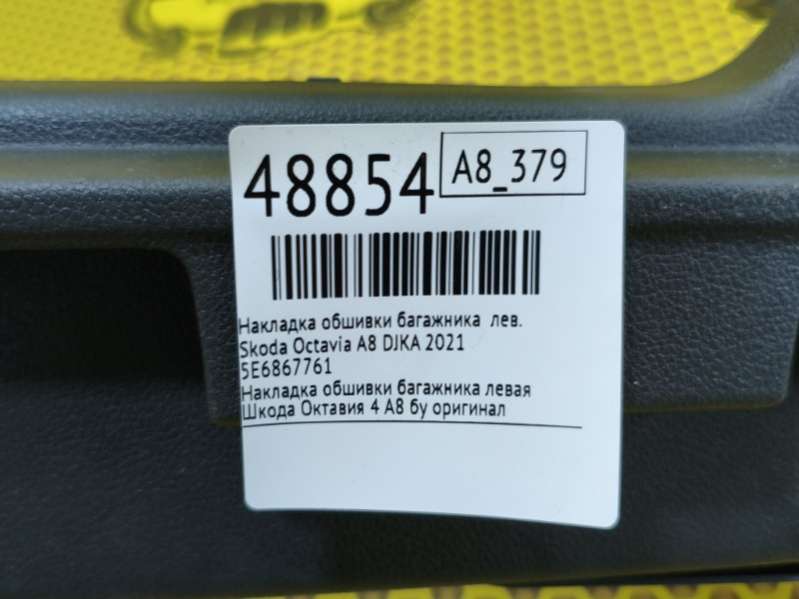 48854
A8_379
Накладка обшивки багажника лев.
Skoda Octavia A8 DJKA 2021
5E6867761
Накладка обшивки багажника левая
Шкода Октавия 4 А8 бу оригинал